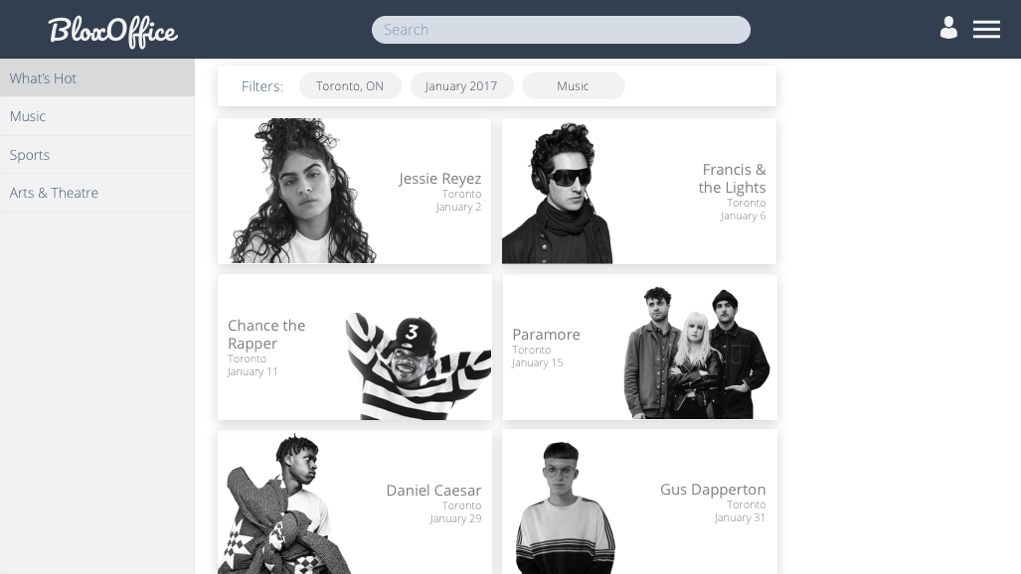 BloxOffice
Search
What's Hot
Music
Sports
Arts & Theatre
Filters:
Toronto, ON
January 2017
Music
Jessie Reyez
Toronto
January 2
Francis &
the Lights
Toronto
January 6
Chance the
Rapper
Toronto
January 11
3
Paramore
Toronto
January 15
Daniel Caesar
Toronto
January 29
Gus Dapperton
Toronto
January 31